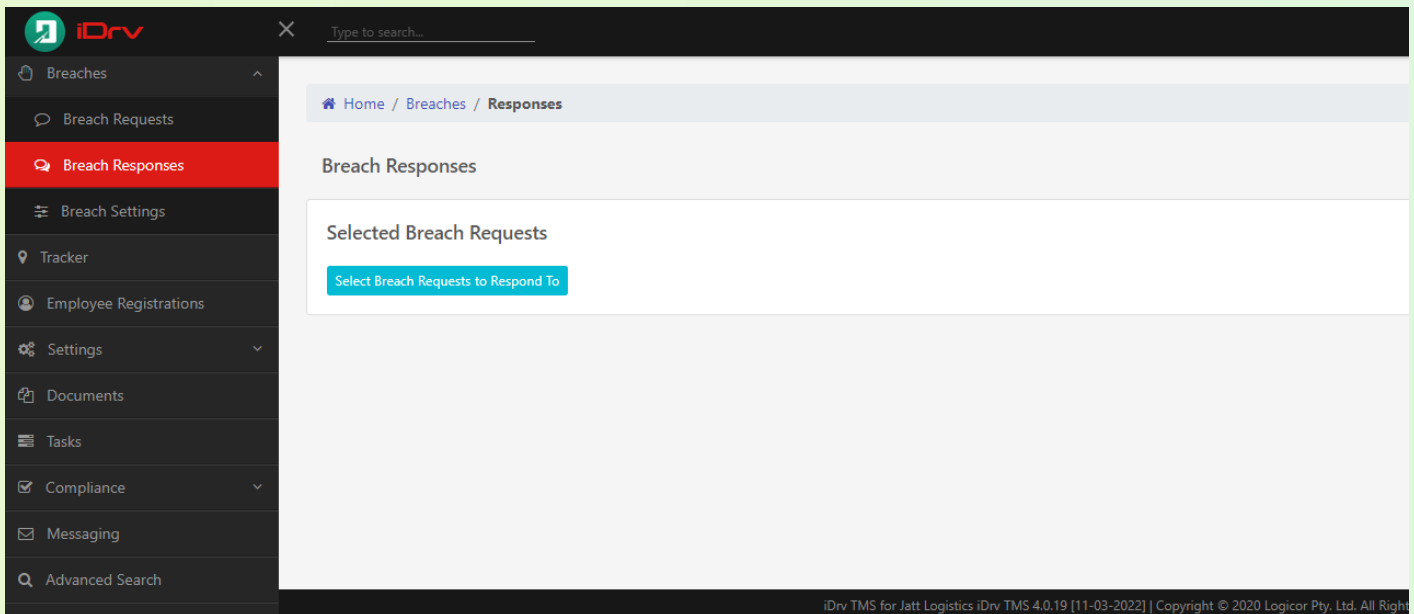 iDrv
Type to search...
Breaches
Breach Requests
Breach Responses
Breach Settings
Tracker
Employee Registrations
Settings
Documents
Tasks
Compliance
Messaging
Advanced Search
Home / Breaches / Responses
Breach Responses
Selected Breach Requests
Select Breach Requests to Respond To
iDrv TMS for Jatt Logistics iDrv TMS 4.0.19 [11-03-2022] | Copyright © 2020 Logicor Pty. Ltd. All Right